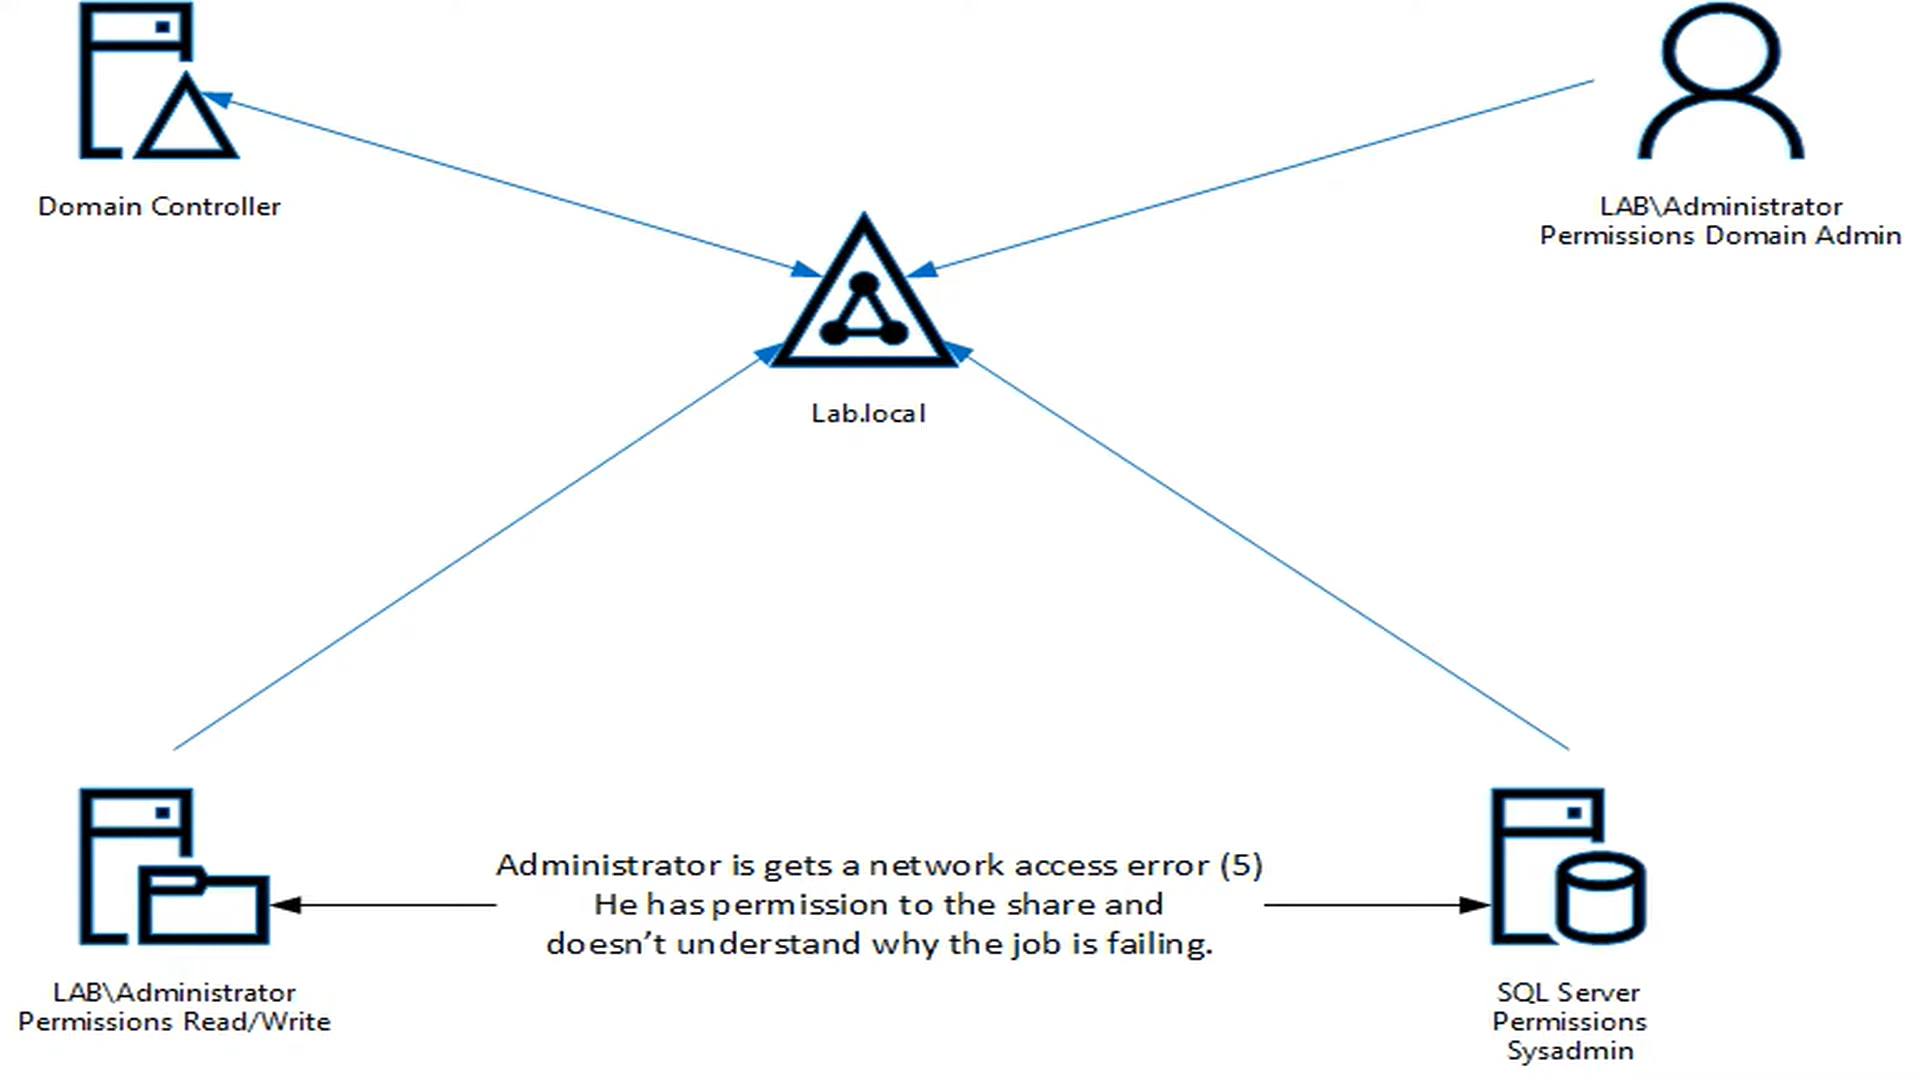 Domain Controller
LAB\Administrator
Permissions Domain Admin
Lab.local
Administrator is gets a network access error (5)
He has permission to the share and
doesn’t understand why the job is failing.
LAB\Administrator
Permissions Read/Write
SQL Server
Permissions
Sysadmin